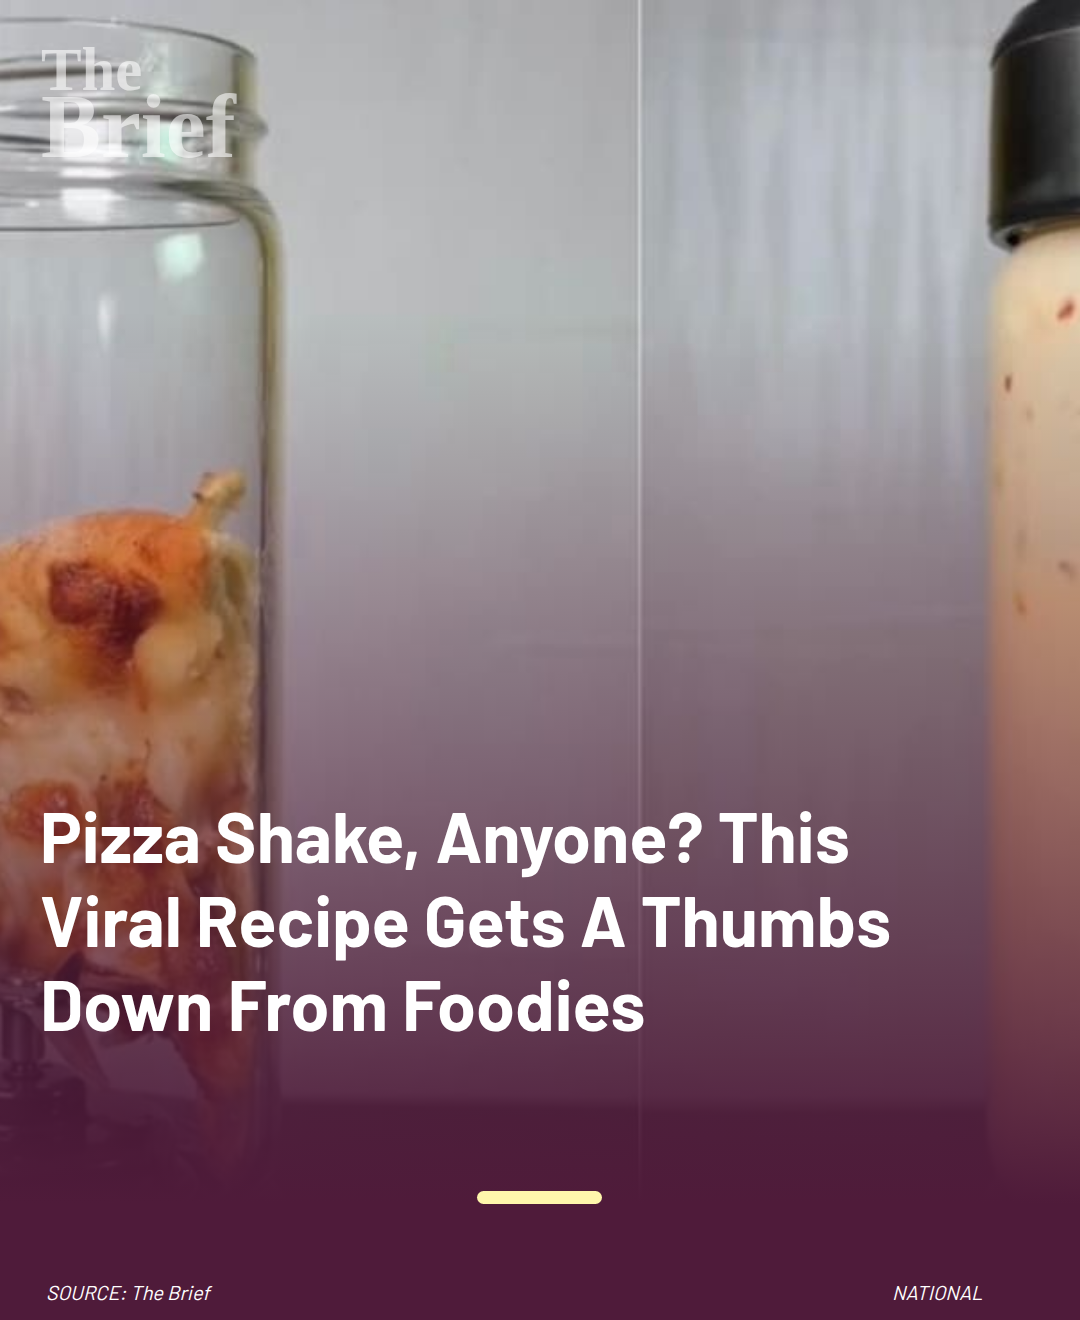 The
Brief
Pizza Shake, Anyone? This
Viral Recipe Gets A Thumbs
Down From Foodies
SOURCE: The Brief
NATIONAL